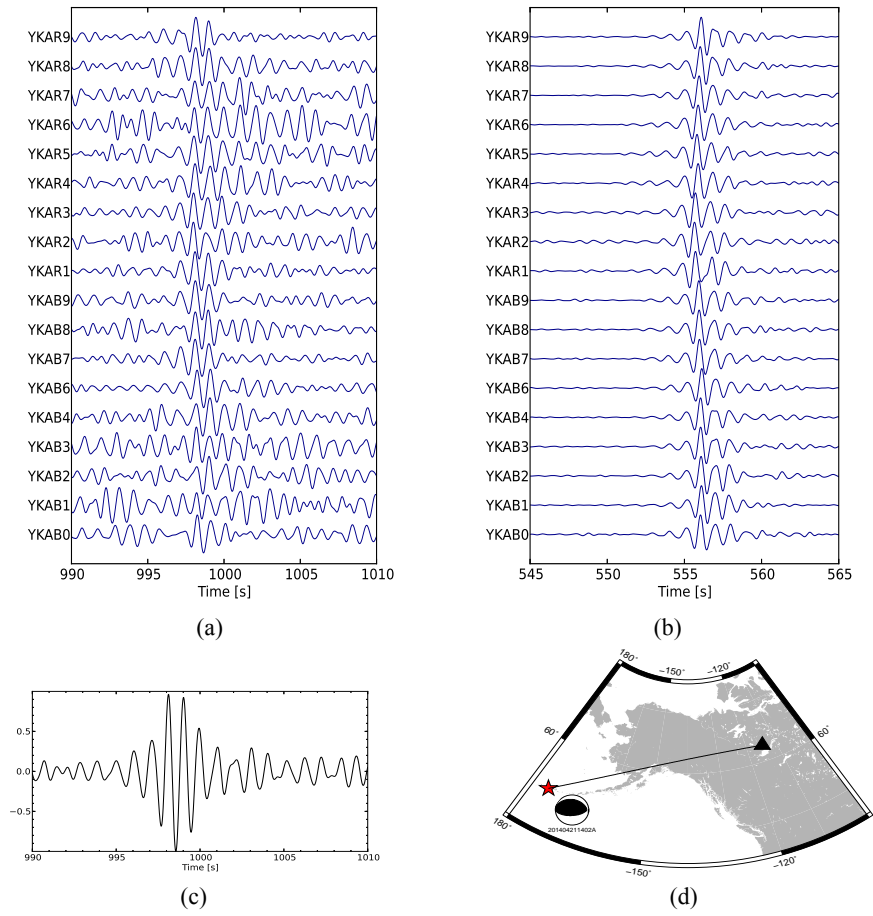 YKAR9
YKAR8
YKAR7
YKAR6
YKAR5
YKAR4
YKAR3
YKAR2
YKAR1
YKAB9
YKAB8
YKAB7
YKAB6
YKAB4
YKAB3
YKAB2
YKAB1
YKAB0
990 995 1000 1005 1010
Time [s]
(a)
YKAR9
YKAR8
YKAR7
YKAR6
YKAR5
YKAR4
YKAR3
YKAR2
YKAR1
YKAB9
YKAB8
YKAB7
YKAB6
YKAB4
YKAB3
YKAB2
YKAB1
YKAB0
545 550 555 560 565
Time [s]
(b)
0.5
0.0
−0.5
990 995 1000 1005 1010
Time [s]
(c)
180° −150° −120°
60° 60°
201404211402A
180° −150° −120°
(d)